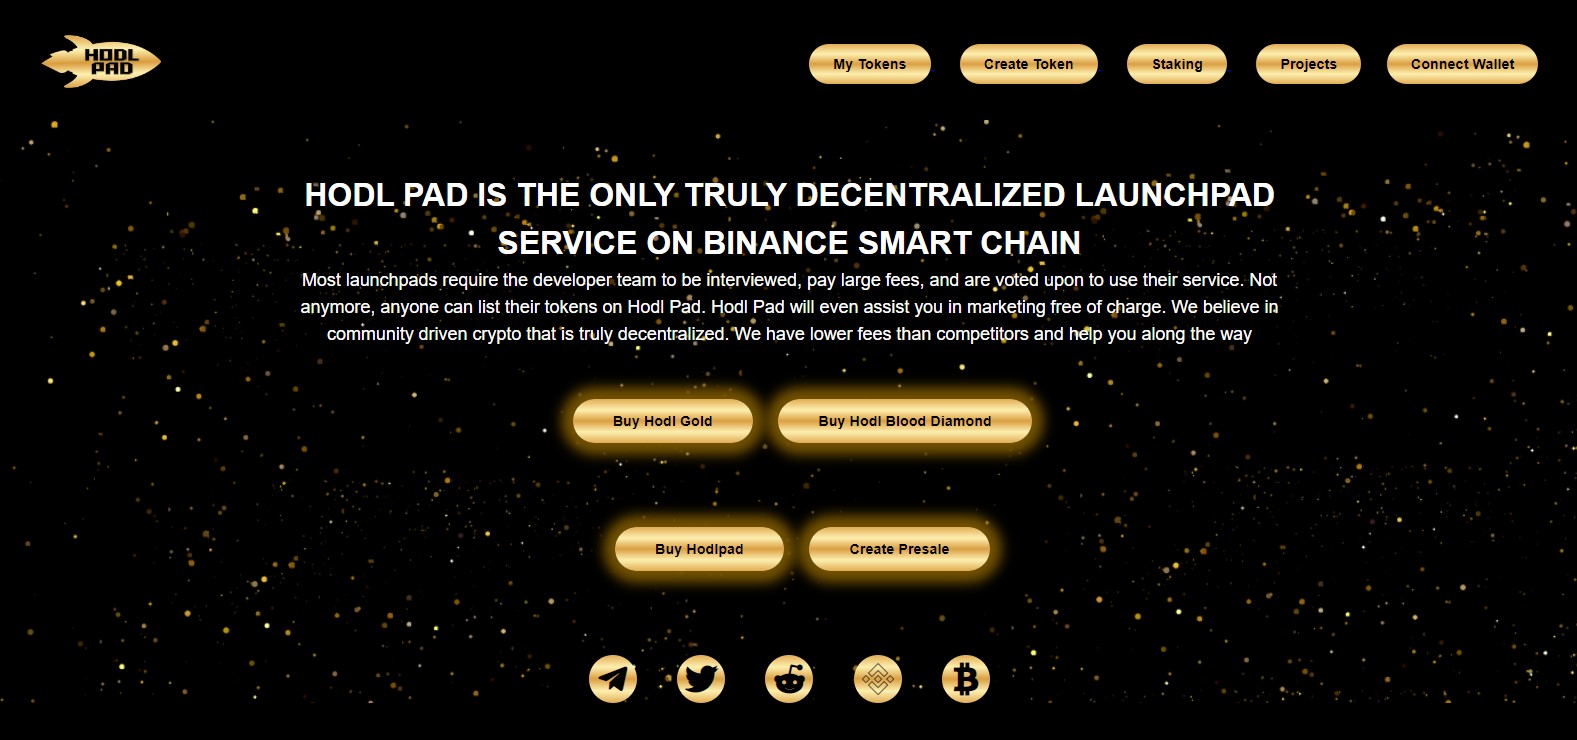 HODL
PAD
My Tokens
Create Token
Staking
Projects
Connect Wallet
HODL PAD IS THE ONLY TRULY DECENTRALIZED LAUNCHPAD
SERVICE ON BINANCE SMART CHAIN
Most launchpads require the developer team to be interviewed, pay large fees, and are voted upon to use their service. Not
anymore, anyone can list their tokens on Hodl Pad. Hodl Pad will even assist you in marketing free of charge. We believe in
community driven crypto that is truly decentralized. We have lower fees than competitors and help you along the way
Buy Hodl Gold
Buy Hodl Blood Diamond
Buy Hodlpad
Create Presale